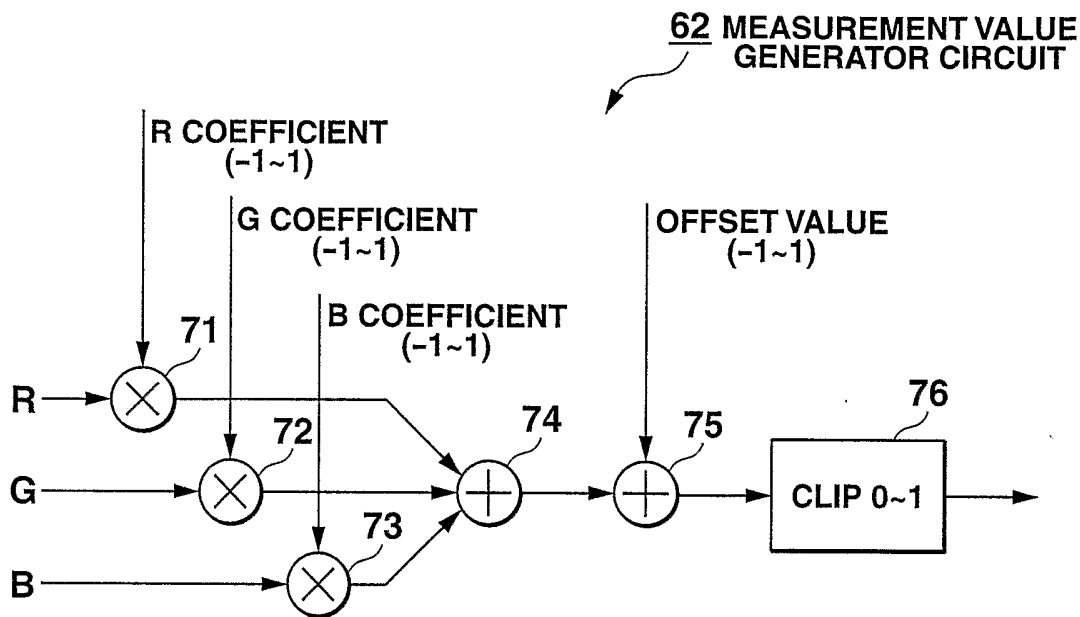 62 MEASUREMENT VALUE
GENERATOR CIRCUIT
R COEFFICIENT
(-1~1)
G COEFFICIENT
(-1~1)
OFFSET VALUE
(-1~1)
B COEFFICIENT
(-1~1)
71
R
72
74
75
76
G
CLIP 0~1
73
B